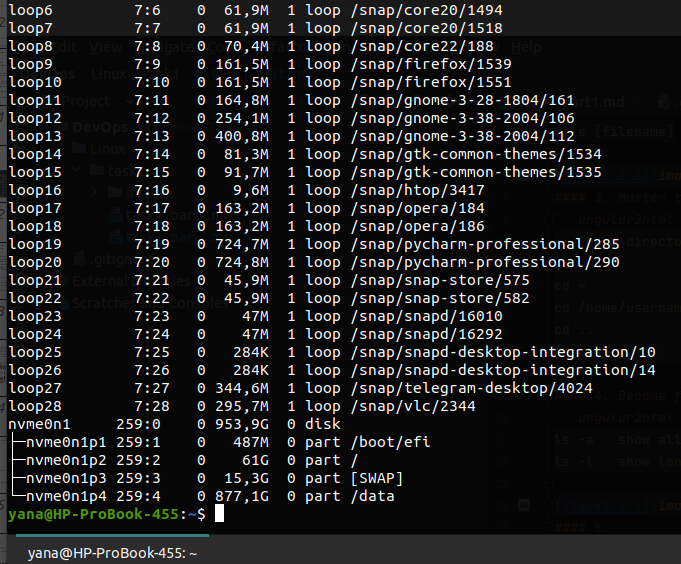 loop6 7:6 0 61,9M 1 loop /snap/core20/1494
loop7 7:7 0 61,9M 1 loop /snap/core20/1518
loop8 7:8 0 70,4M 1 loop /snap/core22/188
loop9 7:9 0 161,5M 1 loop /snap/firefox/1539
loop10 7:10 0 161,5M 1 loop /snap/firefox/1551
loop11 7:11 0 164,8M 1 loop /snap/gnome-3-28-1804/161
loop12 7:12 0 254,1M 1 loop /snap/gnome-3-38-2004/106
loop13 7:13 0 400,8M 1 loop /snap/gnome-3-38-2004/112
loop14 7:14 0 81,3M 1 loop /snap/gtk-common-themes/1534
loop15 7:15 0 91,7M 1 loop /snap/gtk-common-themes/1535
loop16 7:16 0 9,6M 1 loop /snap/htop/3417
loop17 7:17 0 163,2M 1 loop /snap/opera/184
loop18 7:18 0 163,2M 1 loop /snap/opera/186
loop19 7:19 0 724,7M 1 loop /snap/pycharm-professional/285
loop20 7:20 0 724,8M 1 loop /snap/pycharm-professional/290
loop21 7:21 0 45,9M 1 loop /snap/snap-store/575
loop22 7:22 0 45,9M 1 loop /snap/snap-store/582
loop23 7:23 0 47M 1 loop /snap/snapd/16010
loop24 7:24 0 47M 1 loop /snap/snapd/16292
loop25 7:25 0 284K 1 loop /snap/snapd-desktop-integration/10
loop26 7:26 0 284K 1 loop /snap/snapd-desktop-integration/14
loop27 7:27 0 344,6M 1 loop /snap/telegram-desktop/4024
loop28 7:28 0 295,7M 1 loop /snap/vlc/2344
nvme0n1 259:0 0 953,9G 0 disk
├─nvme0n1p1 259:1 0 487M 0 part /boot/efi
├─nvme0n1p2 259:2 0 61G 0 part /
├─nvme0n1p3 259:3 0 15,3G 0 part [SWAP]
└─nvme0n1p4 259:4 0 877,1G 0 part /data
yana@HP-ProBook-455:~$
yana@HP-ProBook-455: ~